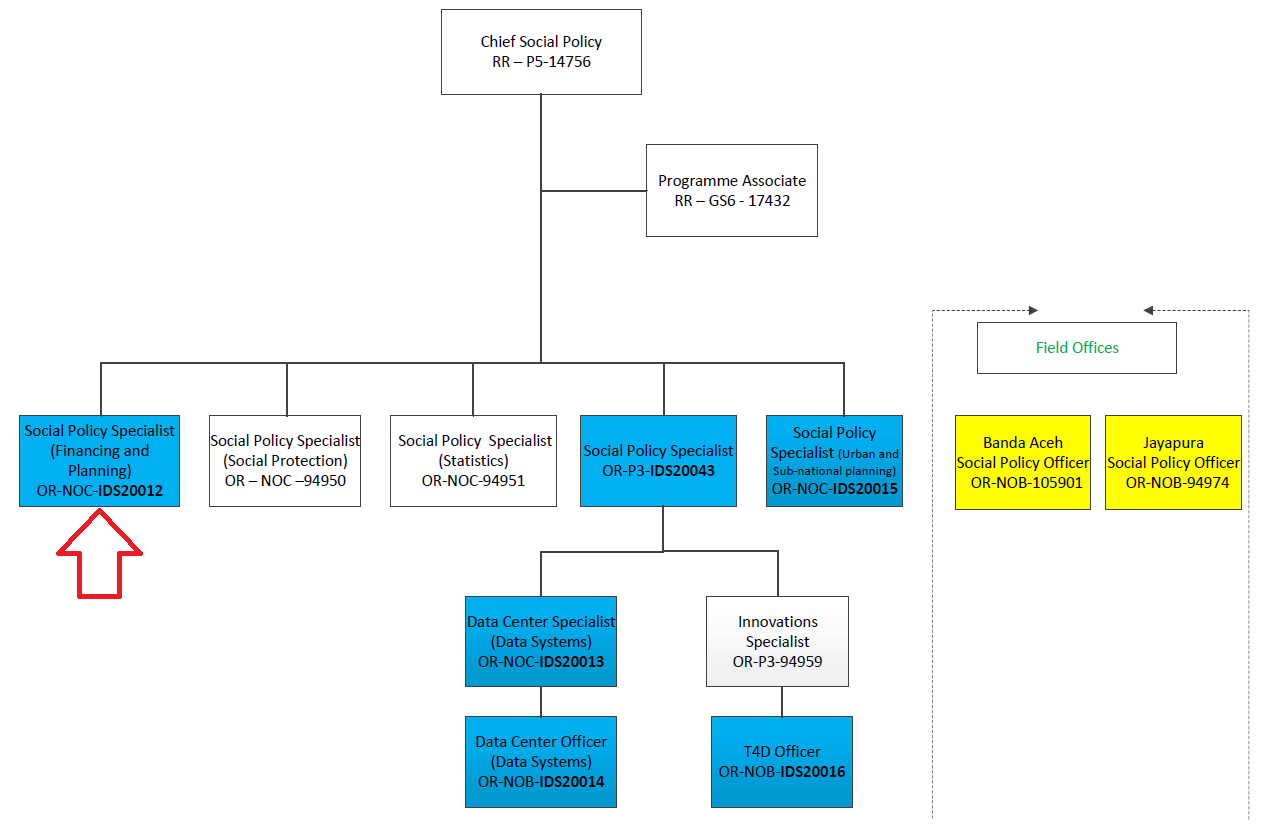 Chief Social Policy
RR – P5-14756
Programme Associate
RR – GS6 - 17432
Field Offices
Social Policy Specialist
(Financing and
Planning)
OR-NOC-IDS20012
Social Policy Specialist
(Social Protection)
OR – NOC –94950
Social Policy  Specialist
(Statistics)
OR-NOC-94951
Social Policy Specialist
OR-P3-IDS20043
Social Policy
Specialist (Urban and
Sub-national planning)
OR-NOC-IDS20015
Banda Aceh
Social Policy Officer
OR-NOB-105901
Jayapura
Social Policy Officer
OR-NOB-94974
Data Center Specialist
(Data Systems)
OR-NOC-IDS20013
Innovations
Specialist
OR-P3-94959
Data Center Officer
(Data Systems)
OR-NOB-IDS20014
T4D Officer
OR-NOB-IDS20016